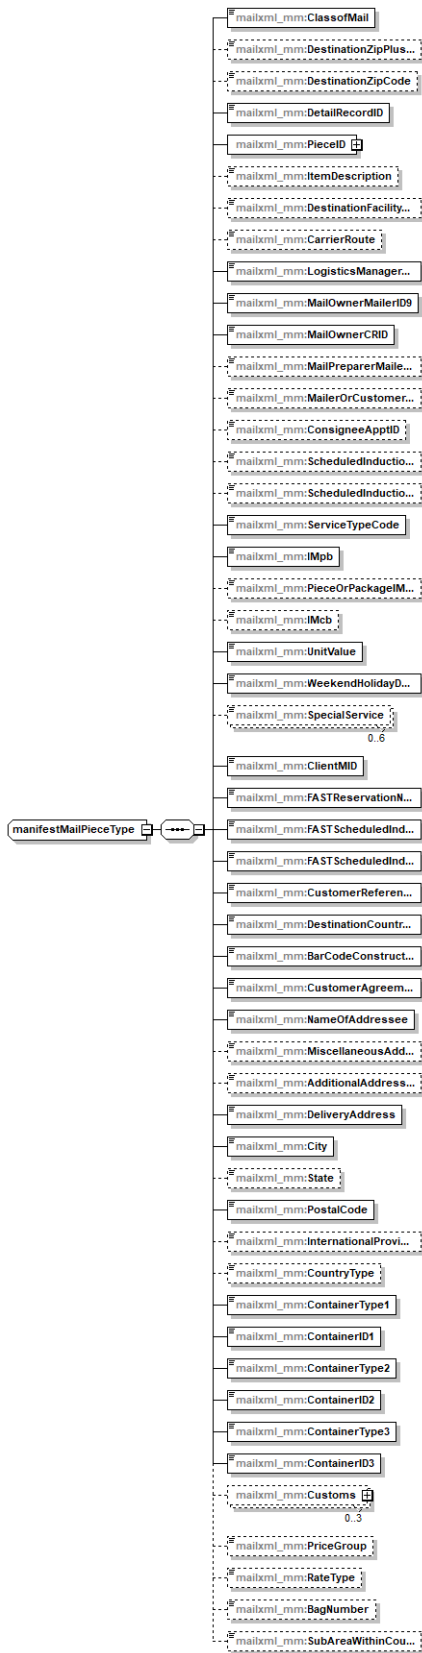 mailxml_mm:ClassofMail
mailxml_mm:DestinationZipPlus...
mailxml_mm:DestinationZipCode
mailxml_mm:DetailRecordID
mailxml_mm:PieceID
mailxml_mm:ItemDescription
mailxml_mm:DestinationFacility...
mailxml_mm:CarrierRoute
mailxml_mm:LogisticsManager...
mailxml_mm:MailOwnerMailerID9
mailxml_mm:MailOwnerCRID
mailxml_mm:MailPreparerMaile...
mailxml_mm:MailerOrCustomer...
mailxml_mm:ConsigneeApptID
mailxml_mm:ScheduledInductio...
mailxml_mm:ScheduledInductio...
mailxml_mm:ServiceTypeCode
mailxml_mm:IMpb
mailxml_mm:PieceOrPackageIM...
mailxml_mm:IMcb
mailxml_mm:UnitValue
mailxml_mm:WeekendHolidayD...
mailxml_mm:SpecialService
0..6
mailxml_mm:ClientMID
mailxml_mm:FASTReservationN...
manifestMailPieceType
mailxml_mm:FASTScheduledInd...
mailxml_mm:FASTScheduledInd...
mailxml_mm:CustomerReferen...
mailxml_mm:DestinationCountr...
mailxml_mm:BarCodeConstruct...
mailxml_mm:CustomerAgreem...
mailxml_mm:NameOfAddressee
mailxml_mm:MiscellaneousAdd...
mailxml_mm:AdditionalAddress...
mailxml_mm:DeliveryAddress
mailxml_mm:City
mailxml_mm:State
mailxml_mm:PostalCode
mailxml_mm:InternationalProvi...
mailxml_mm:CountryType
mailxml_mm:ContainerType1
mailxml_mm:ContainerID1
mailxml_mm:ContainerType2
mailxml_mm:ContainerID2
mailxml_mm:ContainerType3
mailxml_mm:ContainerID3
mailxml_mm:Customs
0..3
mailxml_mm:PriceGroup
mailxml_mm:RateType
mailxml_mm:BagNumber
mailxml_mm:SubAreaWithinCou...